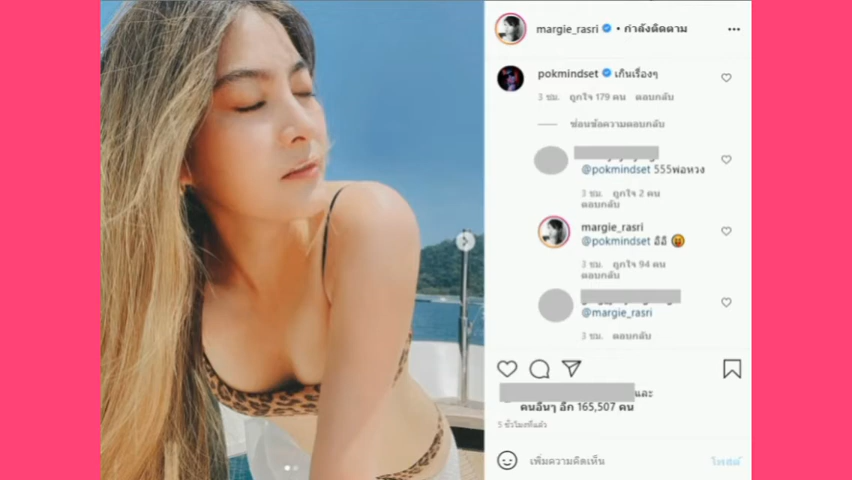 margie_rasri • กำลังติดตาม
pokmindset เกินเรื่องๆ
3 ชม. ถูกใจ 179 คน ตอบกลับ
ซ่อนข้อความตอบกลับ
@pokmindset 555พ่อหวง
3 ชม. ถูกใจ 2 คน
ตอบกลับ
margie_rasri
@pokmindset อีอี 😝
3 ชม. ถูกใจ 94 คน
ตอบกลับ
@margie_rasri
3 ชม. ตอบกลับ
และ
คนอื่นๆ อีก 165,507 คน
5 ชั่วโมงที่แล้ว
เพิ่มความคิดเห็น
โพสต์